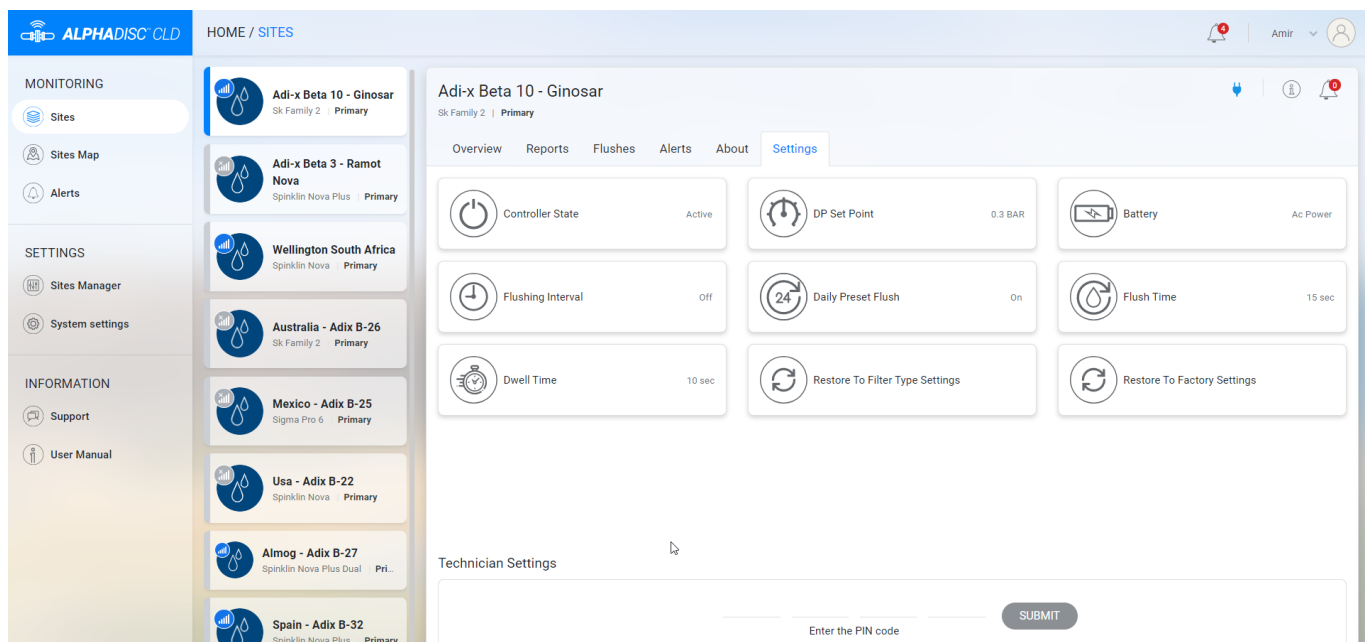 ALPHADISC™ CLD
HOME / SITES
4
Amir
MONITORING
Sites
Sites Map
Alerts
SETTINGS
Sites Manager
System settings
INFORMATION
Support
User Manual
Adi-x Beta 10 - Ginosar
Sk Family 2 | Primary
Adi-x Beta 3 - Ramot
Nova
Spinklin Nova Plus | Primary
Wellington South Africa
Spinklin Nova | Primary
Australia - Adix B-26
Sk Family 2 | Primary
Mexico - Adix B-25
Sigma Pro 6 | Primary
Usa - Adix B-22
Spinklin Nova | Primary
Almog - Adix B-27
Spinklin Nova Plus Dual | Pri...
Spain - Adix B-32
Spinklin Nova Plus | Primary
Adi-x Beta 10 - Ginosar
Sk Family 2 | Primary
0
Overview Reports Flushes Alerts About Settings
Controller State Active
DP Set Point 0.3 BAR
Battery Ac Power
Flushing Interval Off
24 Daily Preset Flush On
Flush Time 15 sec
Dwell Time 10 sec
Restore To Filter Type Settings
Restore To Factory Settings
Technician Settings
SUBMIT
Enter the PIN code